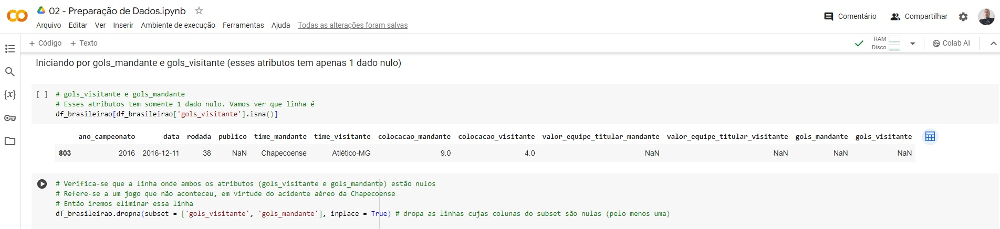 02 - Preparação de Dados.ipynb
Arquivo Editar Ver Inserir Ambiente de execução Ferramentas Ajuda Todas as alterações foram salvas
Comentário Compartilhar
+ Código + Texto
RAM
Disco
Colab AI
{x}
Iniciando por gols_mandante e gols_visitante (esses atributos tem apenas 1 dado nulo)
[ ] # gols_visitante e gols_mandante
# Esses atributos tem somente 1 dado nulo. Vamos ver que linha é
df_brasileirao[df_brasileirao['gols_visitante'].isna()]
ano_campeonato data rodada publico time_mandante time_visitante colocacao_mandante colocacao_visitante valor_equipe_titular_mandante valor_equipe_titular_visitante gols_mandante gols_visitante
803 2016 2016-12-11 38 NaN Chapecoense Atlético-MG 9.0 4.0 NaN NaN NaN NaN
# Verifica-se que a linha onde ambos os atributos (gols_visitante e gols_mandante) estão nulos
# Refere-se a um jogo que não aconteceu, em virtude do acidente aéreo da Chapecoense
# Então iremos eliminar essa linha
df_brasileirao.dropna(subset = ['gols_visitante', 'gols_mandante'], inplace = True) # dropa as linhas cujas colunas do subset são nulas (pelo menos uma)